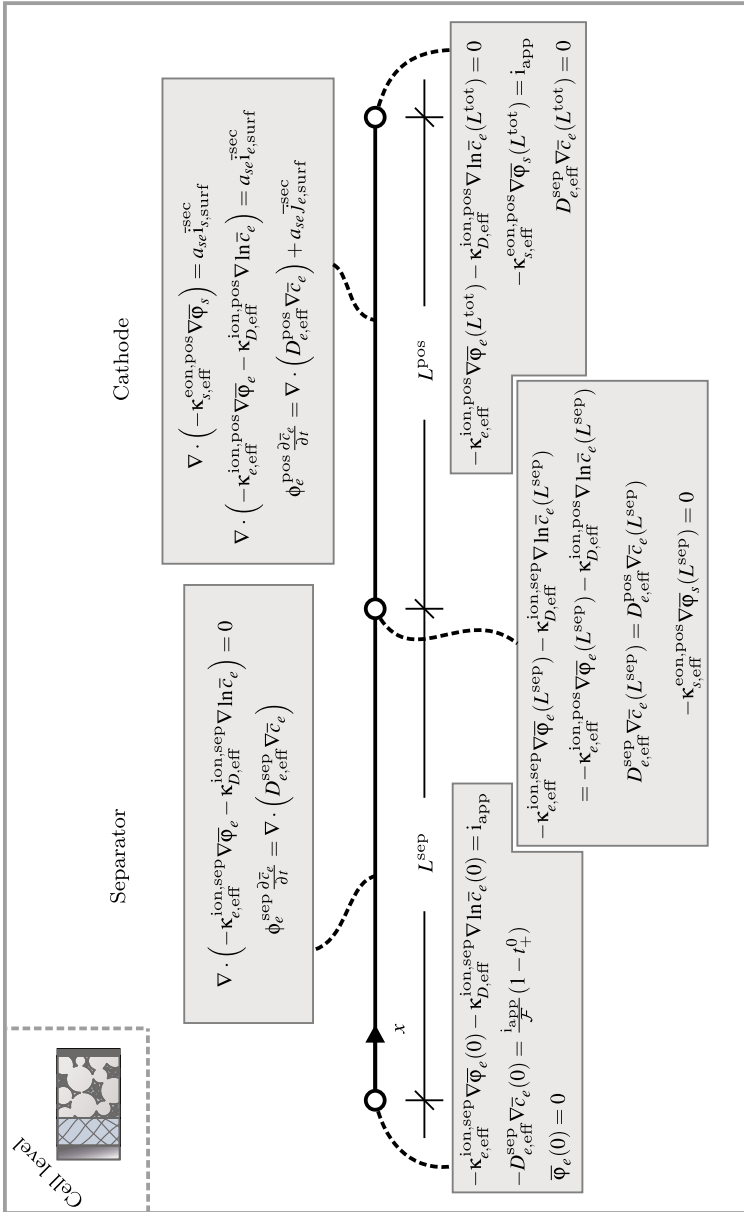 Cell level
Separator
Cathode
∇ · (−κ_{e,eff}^{ion,sep} ∇φ̅_e − κ_{D,eff}^{ion,sep} ∇ ln c̅_e) = 0
ϕ_e^{sep} ∂c̅_e/∂t = ∇ · (D_{e,eff}^{sep} ∇c̅_e)
∇ · (−κ_{s,eff}^{eon,pos} ∇φ̅_s) = a_{se} i̅_{s,surf}^{sec}
∇ · (−κ_{e,eff}^{ion,pos} ∇φ̅_e − κ_{D,eff}^{ion,pos} ∇ ln c̅_e) = a_{se} i̅_{e,surf}^{sec}
ϕ_e^{pos} ∂c̅_e/∂t = ∇ · (D_{e,eff}^{pos} ∇c̅_e) + a_{se} j̅_{e,surf}^{sec}
x
L^{sep}
L^{pos}
−κ_{e,eff}^{ion,sep} ∇φ̅_e(0) − κ_{D,eff}^{ion,sep} ∇ ln c̅_e(0) = i_{app}
−D_{e,eff}^{sep} ∇c̅_e(0) = i_{app}/ℱ (1 − t_+^0)
φ̅_e(0) = 0
−κ_{e,eff}^{ion,sep} ∇φ̅_e(L^{sep}) − κ_{D,eff}^{ion,sep} ∇ ln c̅_e(L^{sep})
= −κ_{e,eff}^{ion,pos} ∇φ̅_e(L^{sep}) − κ_{D,eff}^{ion,pos} ∇ ln c̅_e(L^{sep})
D_{e,eff}^{sep} ∇c̅_e(L^{sep}) = D_{e,eff}^{pos} ∇c̅_e(L^{sep})
−κ_{s,eff}^{eon,pos} ∇φ̅_s(L^{sep}) = 0
−κ_{e,eff}^{ion,pos} ∇φ̅_e(L^{tot}) − κ_{D,eff}^{ion,pos} ∇ ln c̅_e(L^{tot}) = 0
−κ_{s,eff}^{eon,pos} ∇φ̅_s(L^{tot}) = i_{app}
D_{e,eff}^{sep} ∇c̅_e(L^{tot}) = 0